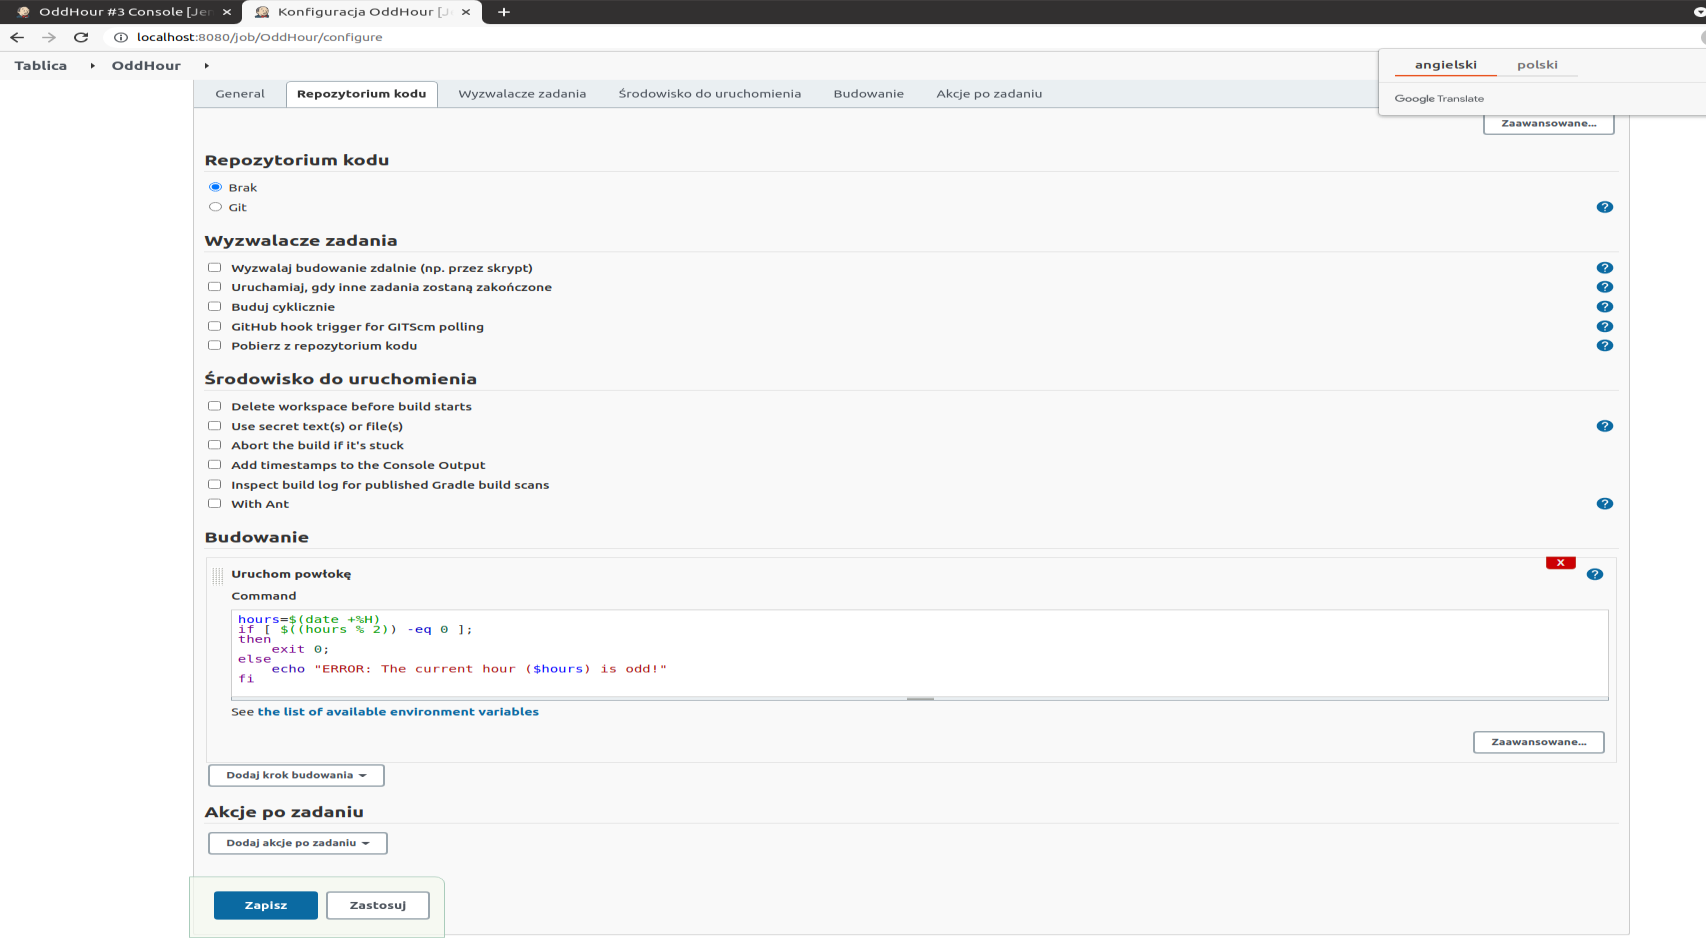 OddHour #3 Console [Jen
Konfiguracja OddHour [J
localhost:8080/job/OddHour/configure
Tablica
OddHour
angielski
polski
Google Translate
General
Repozytorium kodu
Wyzwalacze zadania
Środowisko do uruchomienia
Budowanie
Akcje po zadaniu
Zaawansowane...
Repozytorium kodu
Brak
Git
Wyzwalacze zadania
Wyzwalaj budowanie zdalnie (np. przez skrypt)
Uruchamiaj, gdy inne zadania zostaną zakończone
Buduj cyklicznie
GitHub hook trigger for GITScm polling
Pobierz z repozytorium kodu
Środowisko do uruchomienia
Delete workspace before build starts
Use secret text(s) or file(s)
Abort the build if it's stuck
Add timestamps to the Console Output
Inspect build log for published Gradle build scans
With Ant
Budowanie
X
Uruchom powłokę
Command
hours=$(date +%H)
if [ $((hours % 2)) -eq 0 ];
then
exit 0;
else
echo "ERROR: The current hour ($hours) is odd!"
fi
See the list of available environment variables
Zaawansowane...
Dodaj krok budowania
Akcje po zadaniu
Dodaj akcje po zadaniu
Zapisz
Zastosuj